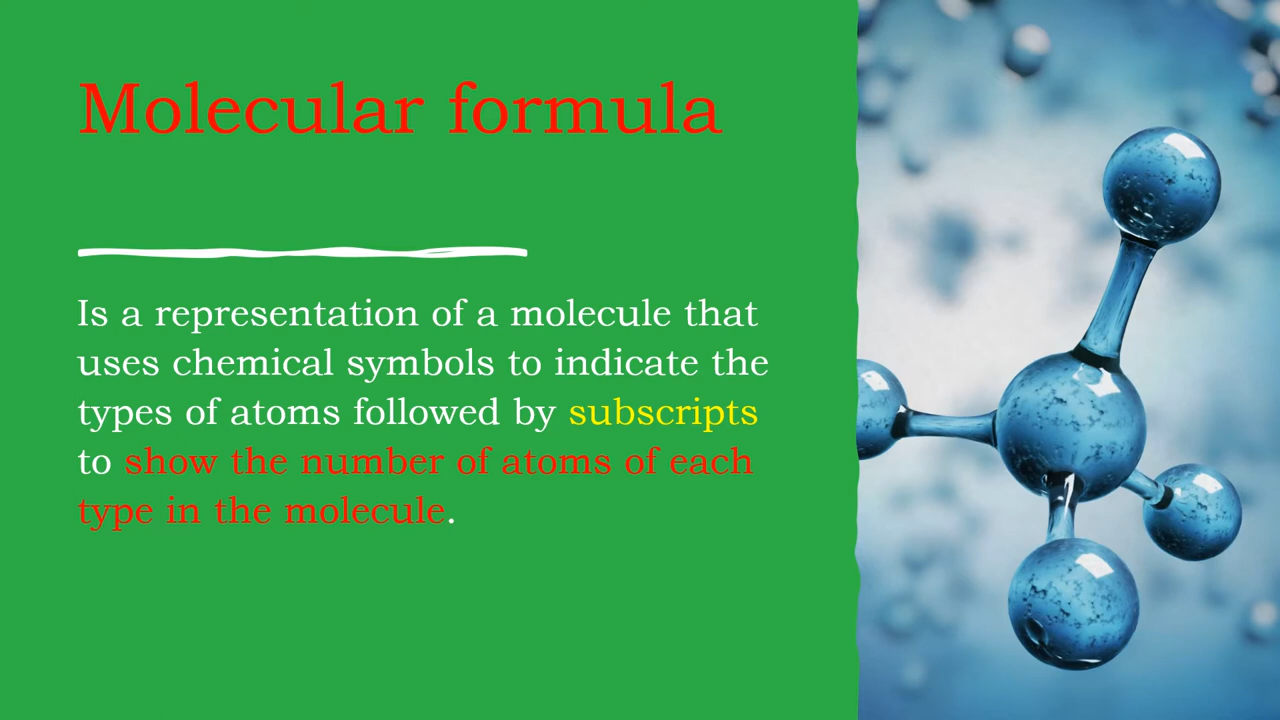 Molecular formula
Is a representation of a molecule that
uses chemical symbols to indicate the
types of atoms followed by subscripts
to show the number of atoms of each
type in the molecule.